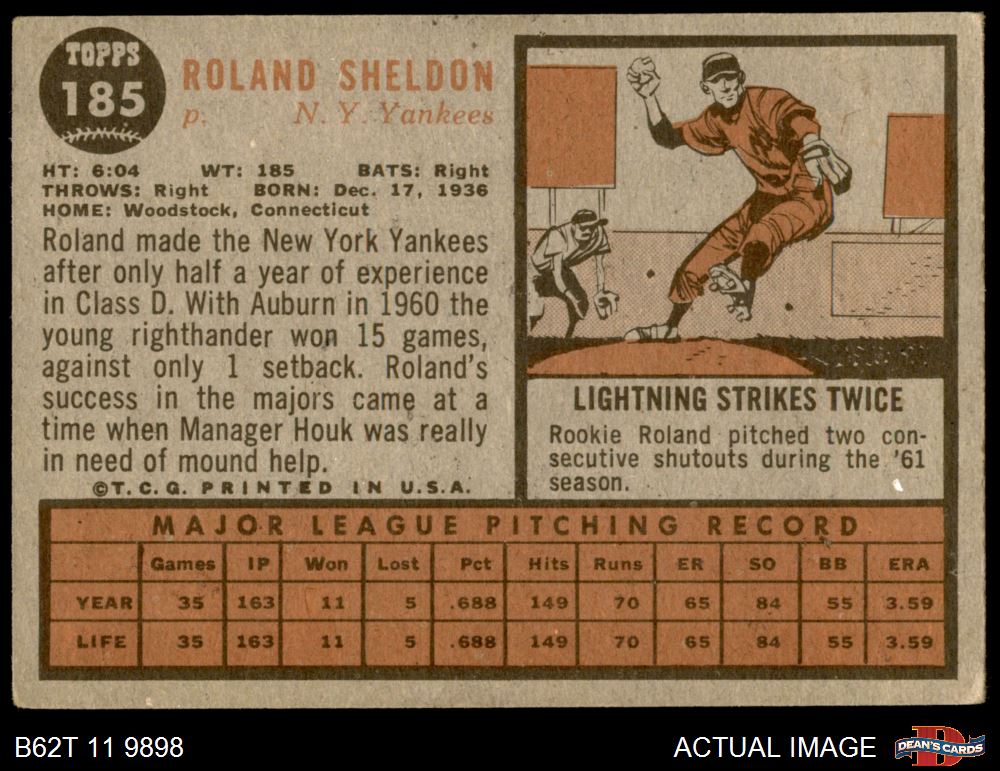 TOPPS
185
ROLAND SHELDON
p. N. Y. Yankees
HT: 6:04 WT: 185 BATS: Right
THROWS: Right BORN: Dec. 17, 1936
HOME: Woodstock, Connecticut
Roland made the New York Yankees
after only half a year of experience
in Class D. With Auburn in 1960 the
young righthander won 15 games,
against only 1 setback. Roland's
success in the majors came at a
time when Manager Houk was really
in need of mound help.
©T. C. G. PRINTED IN U.S.A.
LIGHTNING STRIKES TWICE
Rookie Roland pitched two con-
secutive shutouts during the '61
season.
MAJOR LEAGUE PITCHING RECORD
Games IP Won Lost Pct Hits Runs ER SO BB ERA
YEAR 35 163 11 5 .688 149 70 65 84 55 3.59
LIFE 35 163 11 5 .688 149 70 65 84 55 3.59
B62T 11 9898
ACTUAL IMAGE
D
DEAN'S CARDS